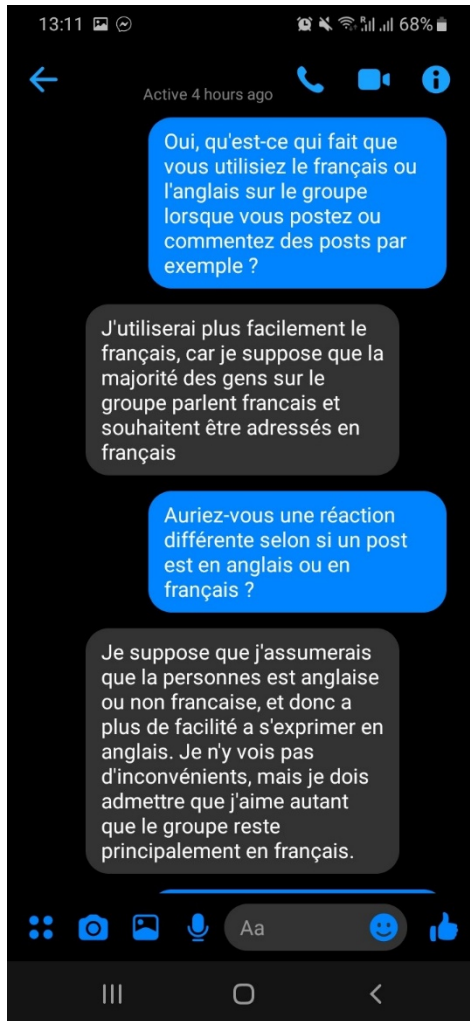 13:11 68%
Active 4 hours ago
Oui, qu'est-ce qui fait que
vous utilisiez le français ou
l'anglais sur le groupe
lorsque vous postez ou
commentez des posts par
exemple ?
J'utiliserai plus facilement le
français, car je suppose que la
majorité des gens sur le
groupe parlent francais et
souhaitent être adressés en
français
Auriez-vous une réaction
différente selon si un post
est en anglais ou en
français ?
Je suppose que j'assumerais
que la personnes est anglaise
ou non francaise, et donc a
plus de facilité a s'exprimer en
anglais. Je n'y vois pas
d'inconvénients, mais je dois
admettre que j'aime autant
que le groupe reste
principalement en français.
Aa